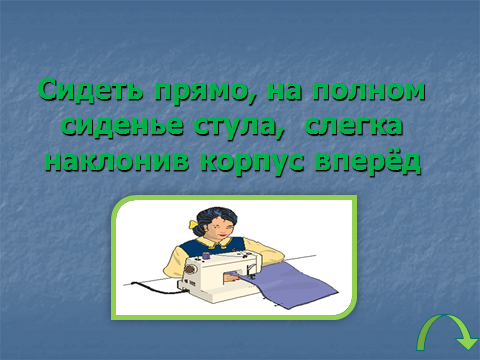 Сидеть прямо, на полном
сиденье стула, слегка
наклонив корпус вперёд